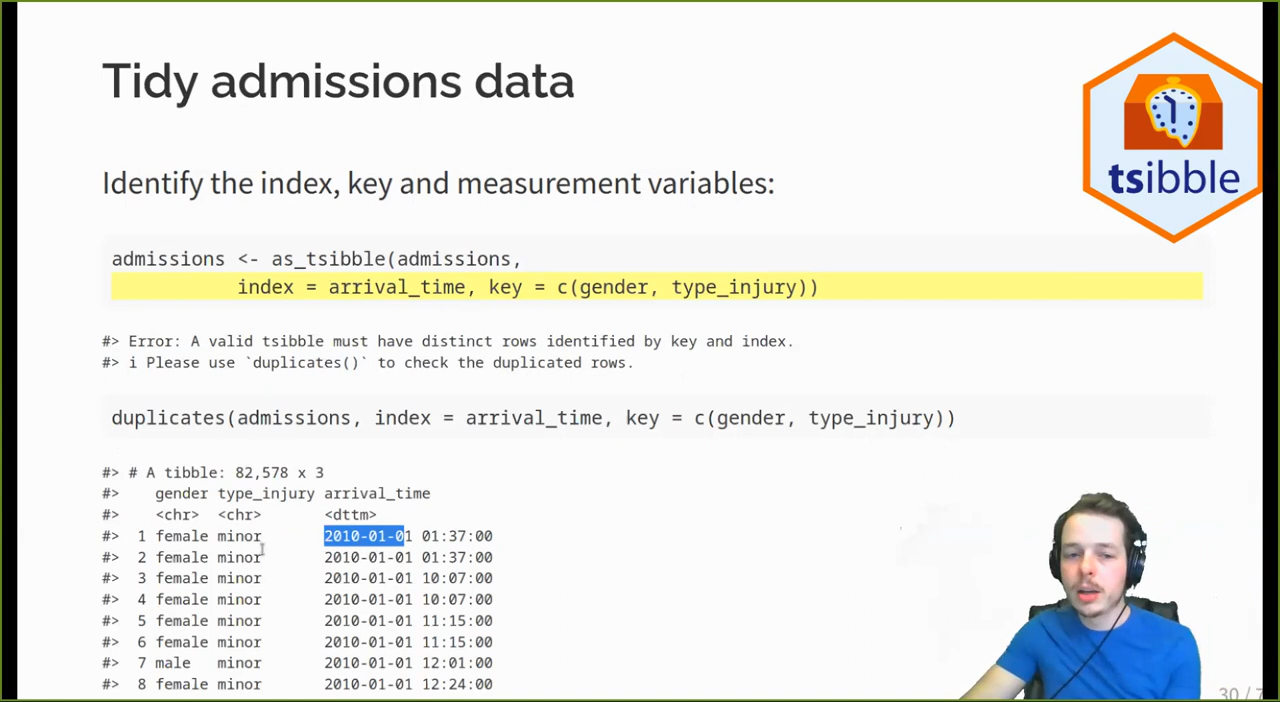 Tidy admissions data
tsibble
Identify the index, key and measurement variables:
admissions <- as_tsibble(admissions,
index = arrival_time, key = c(gender, type_injury))
#> Error: A valid tsibble must have distinct rows identified by key and index.
#> i Please use `duplicates()` to check the duplicated rows.
duplicates(admissions, index = arrival_time, key = c(gender, type_injury))
#> # A tibble: 82,578 x 3
#> gender type_injury arrival_time
#> <chr> <chr> <dttm>
#> 1 female minor 2010-01-01 01:37:00
#> 2 female minor 2010-01-01 01:37:00
#> 3 female minor 2010-01-01 10:07:00
#> 4 female minor 2010-01-01 10:07:00
#> 5 female minor 2010-01-01 11:15:00
#> 6 female minor 2010-01-01 11:15:00
#> 7 male minor 2010-01-01 12:01:00
#> 8 female minor 2010-01-01 12:24:00
30 /